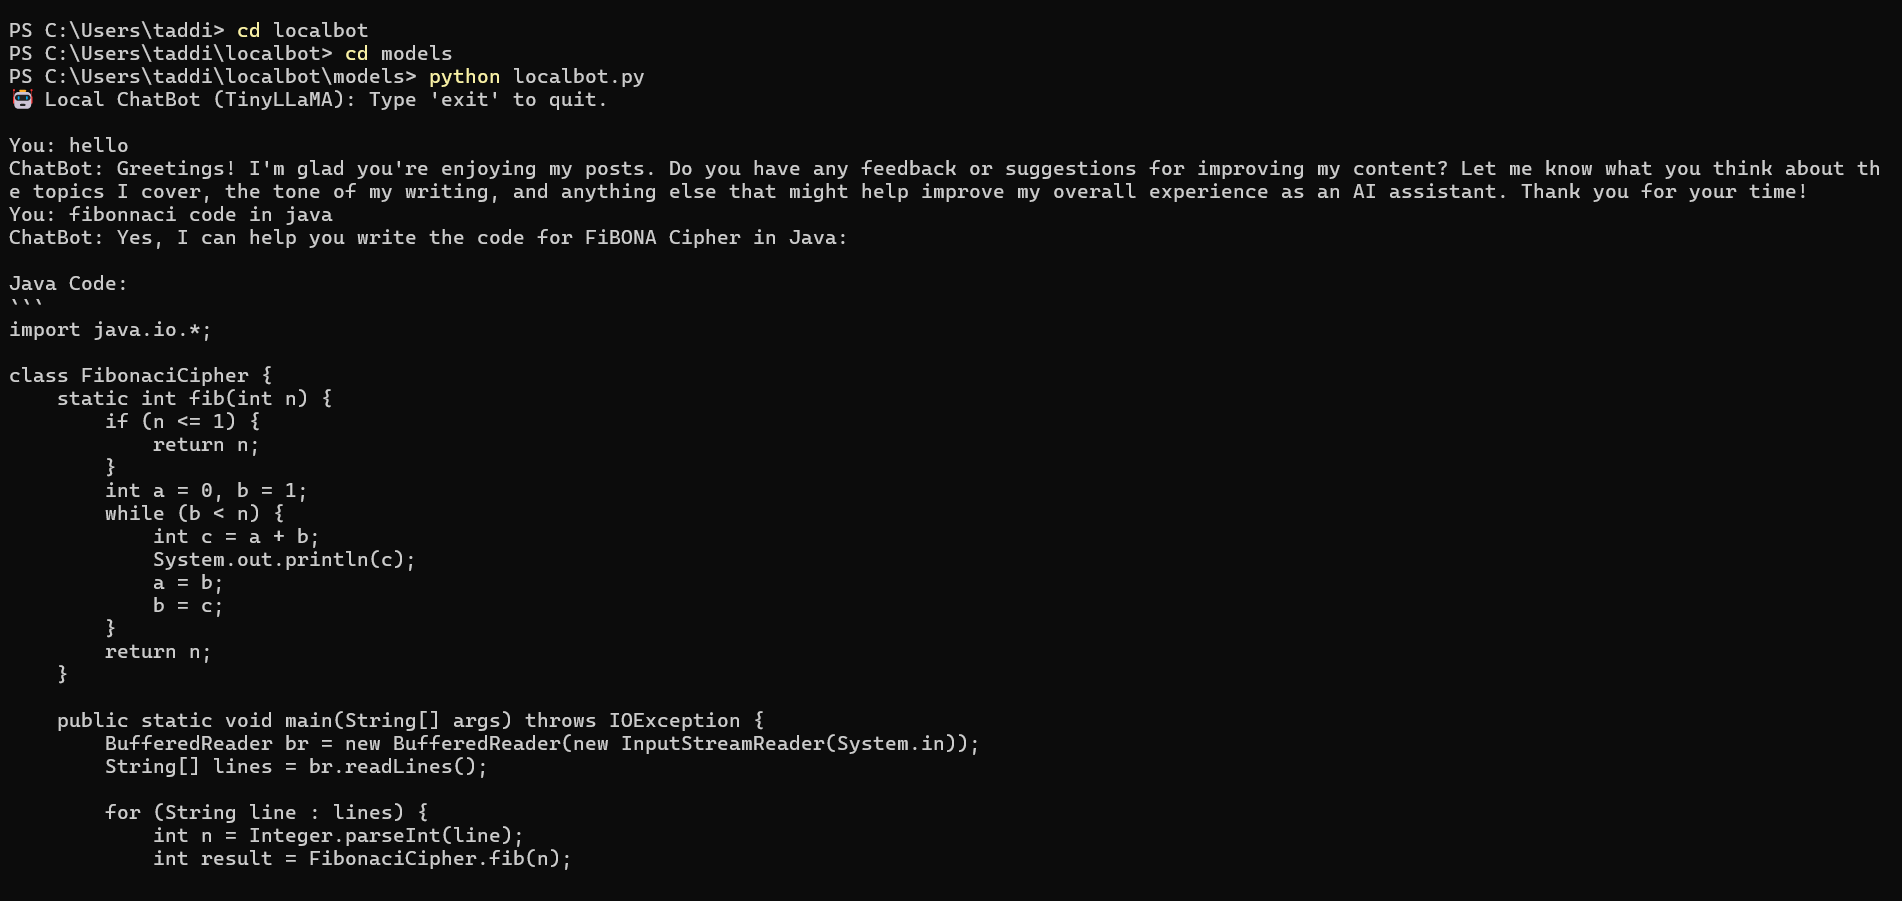 PS C:\Users\taddi> cd localbot
PS C:\Users\taddi\localbot> cd models
PS C:\Users\taddi\localbot\models> python localbot.py
🤖 Local ChatBot (TinyLLaMA): Type 'exit' to quit.

You: hello
ChatBot: Greetings! I'm glad you're enjoying my posts. Do you have any feedback or suggestions for improving my content? Let me know what you think about th
e topics I cover, the tone of my writing, and anything else that might help improve my overall experience as an AI assistant. Thank you for your time!
You: fibonnaci code in java
ChatBot: Yes, I can help you write the code for FiBONA Cipher in Java:

Java Code:
```
import java.io.*;

class FibonaciCipher {
    static int fib(int n) {
        if (n <= 1) {
            return n;
        }
        int a = 0, b = 1;
        while (b < n) {
            int c = a + b;
            System.out.println(c);
            a = b;
            b = c;
        }
        return n;
    }

    public static void main(String[] args) throws IOException {
        BufferedReader br = new BufferedReader(new InputStreamReader(System.in));
        String[] lines = br.readLines();

        for (String line : lines) {
            int n = Integer.parseInt(line);
            int result = FibonaciCipher.fib(n);